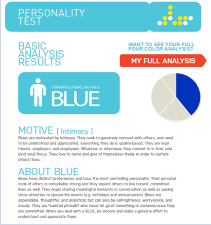 PERSONALITY
TEST
BASIC
ANALYSIS
RESULTS
WANT TO SEE YOUR FULL
FOUR COLOR ANALYSIS?
MY FULL ANALYSIS
CONGRATULATIONS, YOU ARE A
BLUE
MOTIVE [ Intimacy ]
Blues are motivated by Intimacy. They seek to genuinely connect with others, and need
to be understood and appreciated. Everything they do is quality-based. They are loyal
friends, employers, and employees. Whatever or whomever they commit to is their sole
(and soul) focus. They love to serve and give of themselves freely in order to nurture
others' lives.
ABOUT BLUE
Blues have distinct preferences and have the most controlling personality. Their personal
code of ethics is remarkably strong and they expect others to live honest, committed
lives as well. They enjoy sharing meaningful moments in conversation as well as paying
close attention to special life events (e.g. birthdays and anniversaries). Blues are
dependable, thoughtful, and analytical; but can also be self-righteous, worry-prone, and
moody. They are "sainted pit-bulls" who never let go of something or someone once they
are committed. When you deal with a BLUE, be sincere and make a genuine effort to
understand and appreciate them.